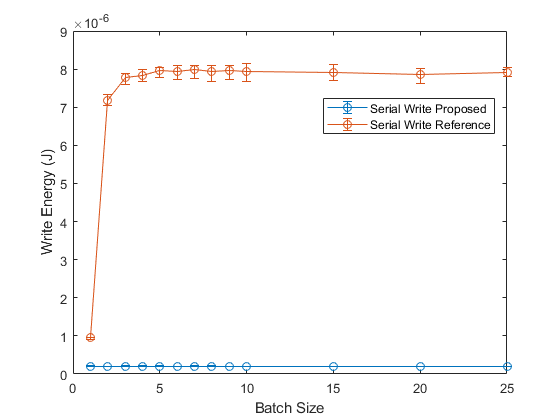 ×10-6
9
8
7
6
5
4
3
2
1
0
Write Energy (J)
Serial Write Proposed
Serial Write Reference
0 5 10 15 20 25
Batch Size